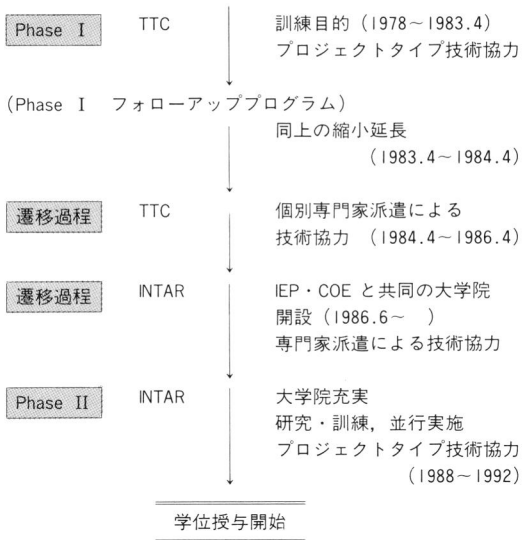 Phase Ⅰ TTC 訓練目的（1978～1983.4）
プロジェクトタイプ技術協力
（Phase Ⅰ フォローアッププログラム）
同上の縮小延長
（1983.4～1984.4）
遷移過程 TTC 個別専門家派遣による
技術協力 （1984.4～1986.4）
遷移過程 INTAR IEP・COE と共同の大学院
開設（1986.6～ ）
専門家派遣による技術協力
Phase Ⅱ INTAR 大学院充実
研究・訓練，並行実施
プロジェクトタイプ技術協力
（1988～1992）
学位授与開始